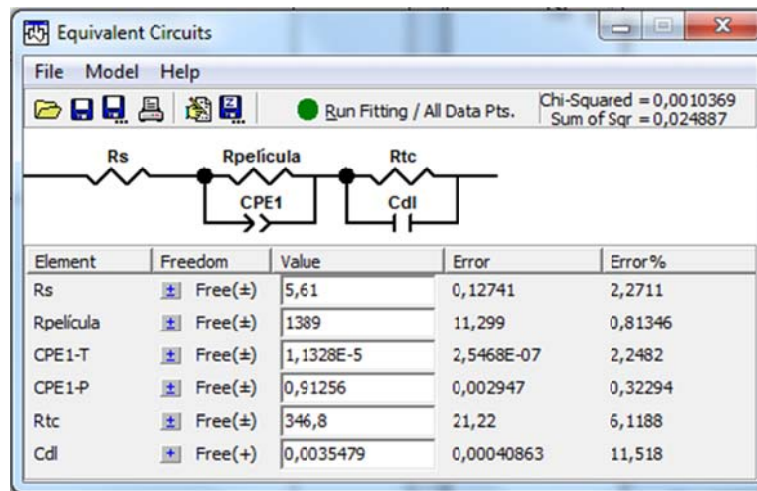 Equivalent Circuits
File Model Help
Run Fitting / All Data Pts.
Chi-Squared = 0,0010369
Sum of Sqr = 0,024887
Rs Rpelícula Rtc
CPE1 Cdl
Element Freedom Value Error Error%
Rs Free(±) 5,61 0,12741 2,2711
Rpelícula Free(±) 1389 11,299 0,81346
CPE1-T Free(±) 1,1328E-5 2,5468E-07 2,2482
CPE1-P Free(±) 0,91256 0,002947 0,32294
Rtc Free(±) 346,8 21,22 6,1188
Cdl Free(+) 0,0035479 0,00040863 11,518